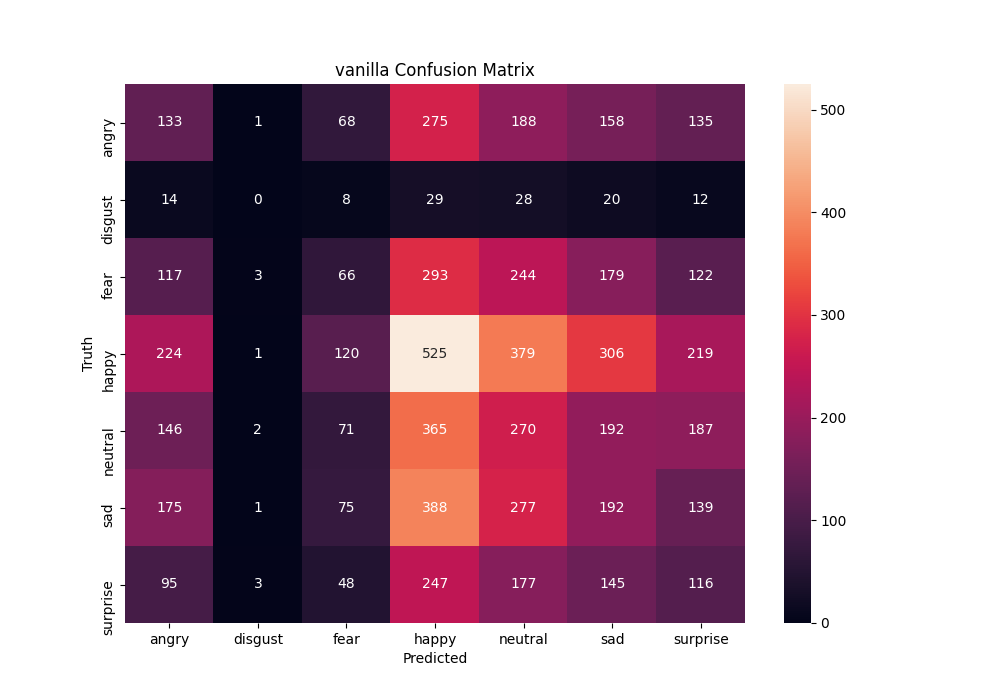 vanilla Confusion Matrix
angry 133 1 68 275 188 158 135
disgust 14 0 8 29 28 20 12
fear 117 3 66 293 244 179 122
happy 224 1 120 525 379 306 219
neutral 146 2 71 365 270 192 187
sad 175 1 75 388 277 192 139
surprise 95 3 48 247 177 145 116
angry disgust fear happy neutral sad surprise
Predicted
Truth
500
400
300
200
100
0